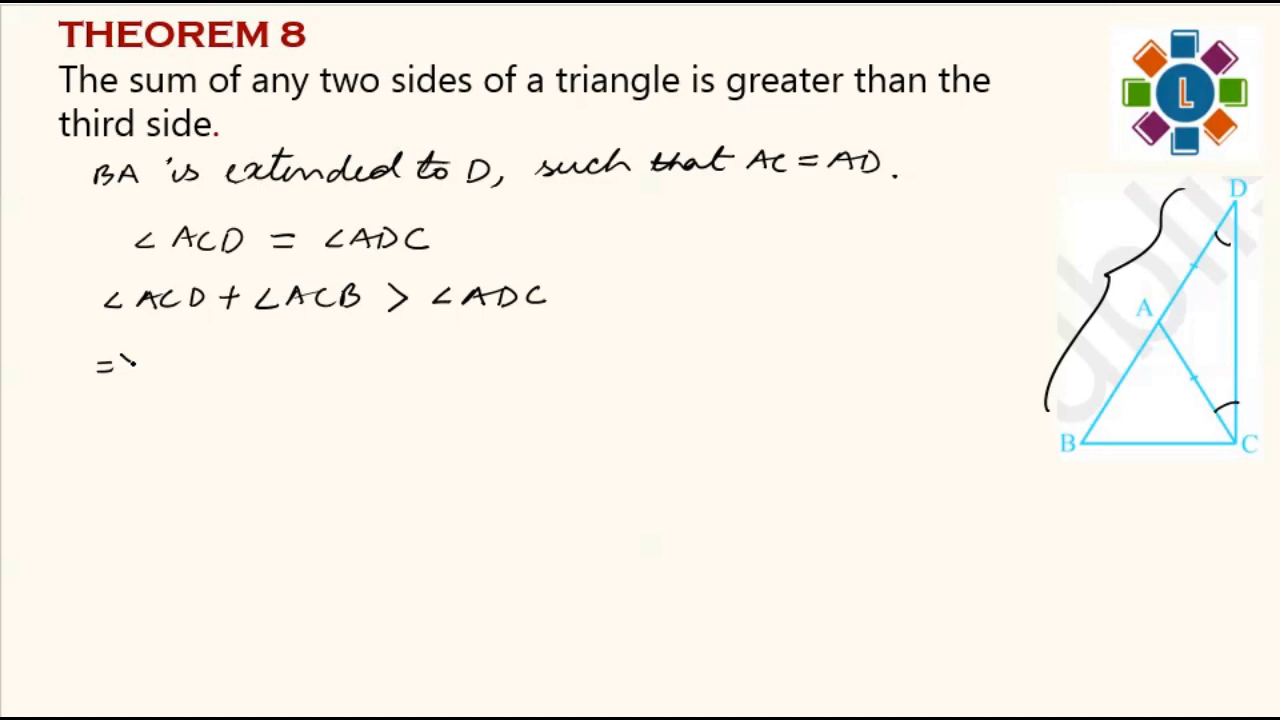 THEOREM 8
The sum of any two sides of a triangle is greater than the
third side.
BA is extended to D, such that AC = AD.
∠ACD = ∠ADC
∠ACD + ∠ACB > ∠ADC
=
L
D
A
B
C